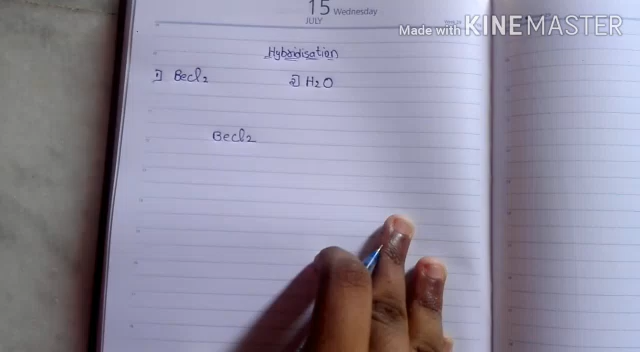 15 Wednesday
JULY
Made with KINEMASTER
Hybridisation
1] Becl2 2] H2O
Becl2